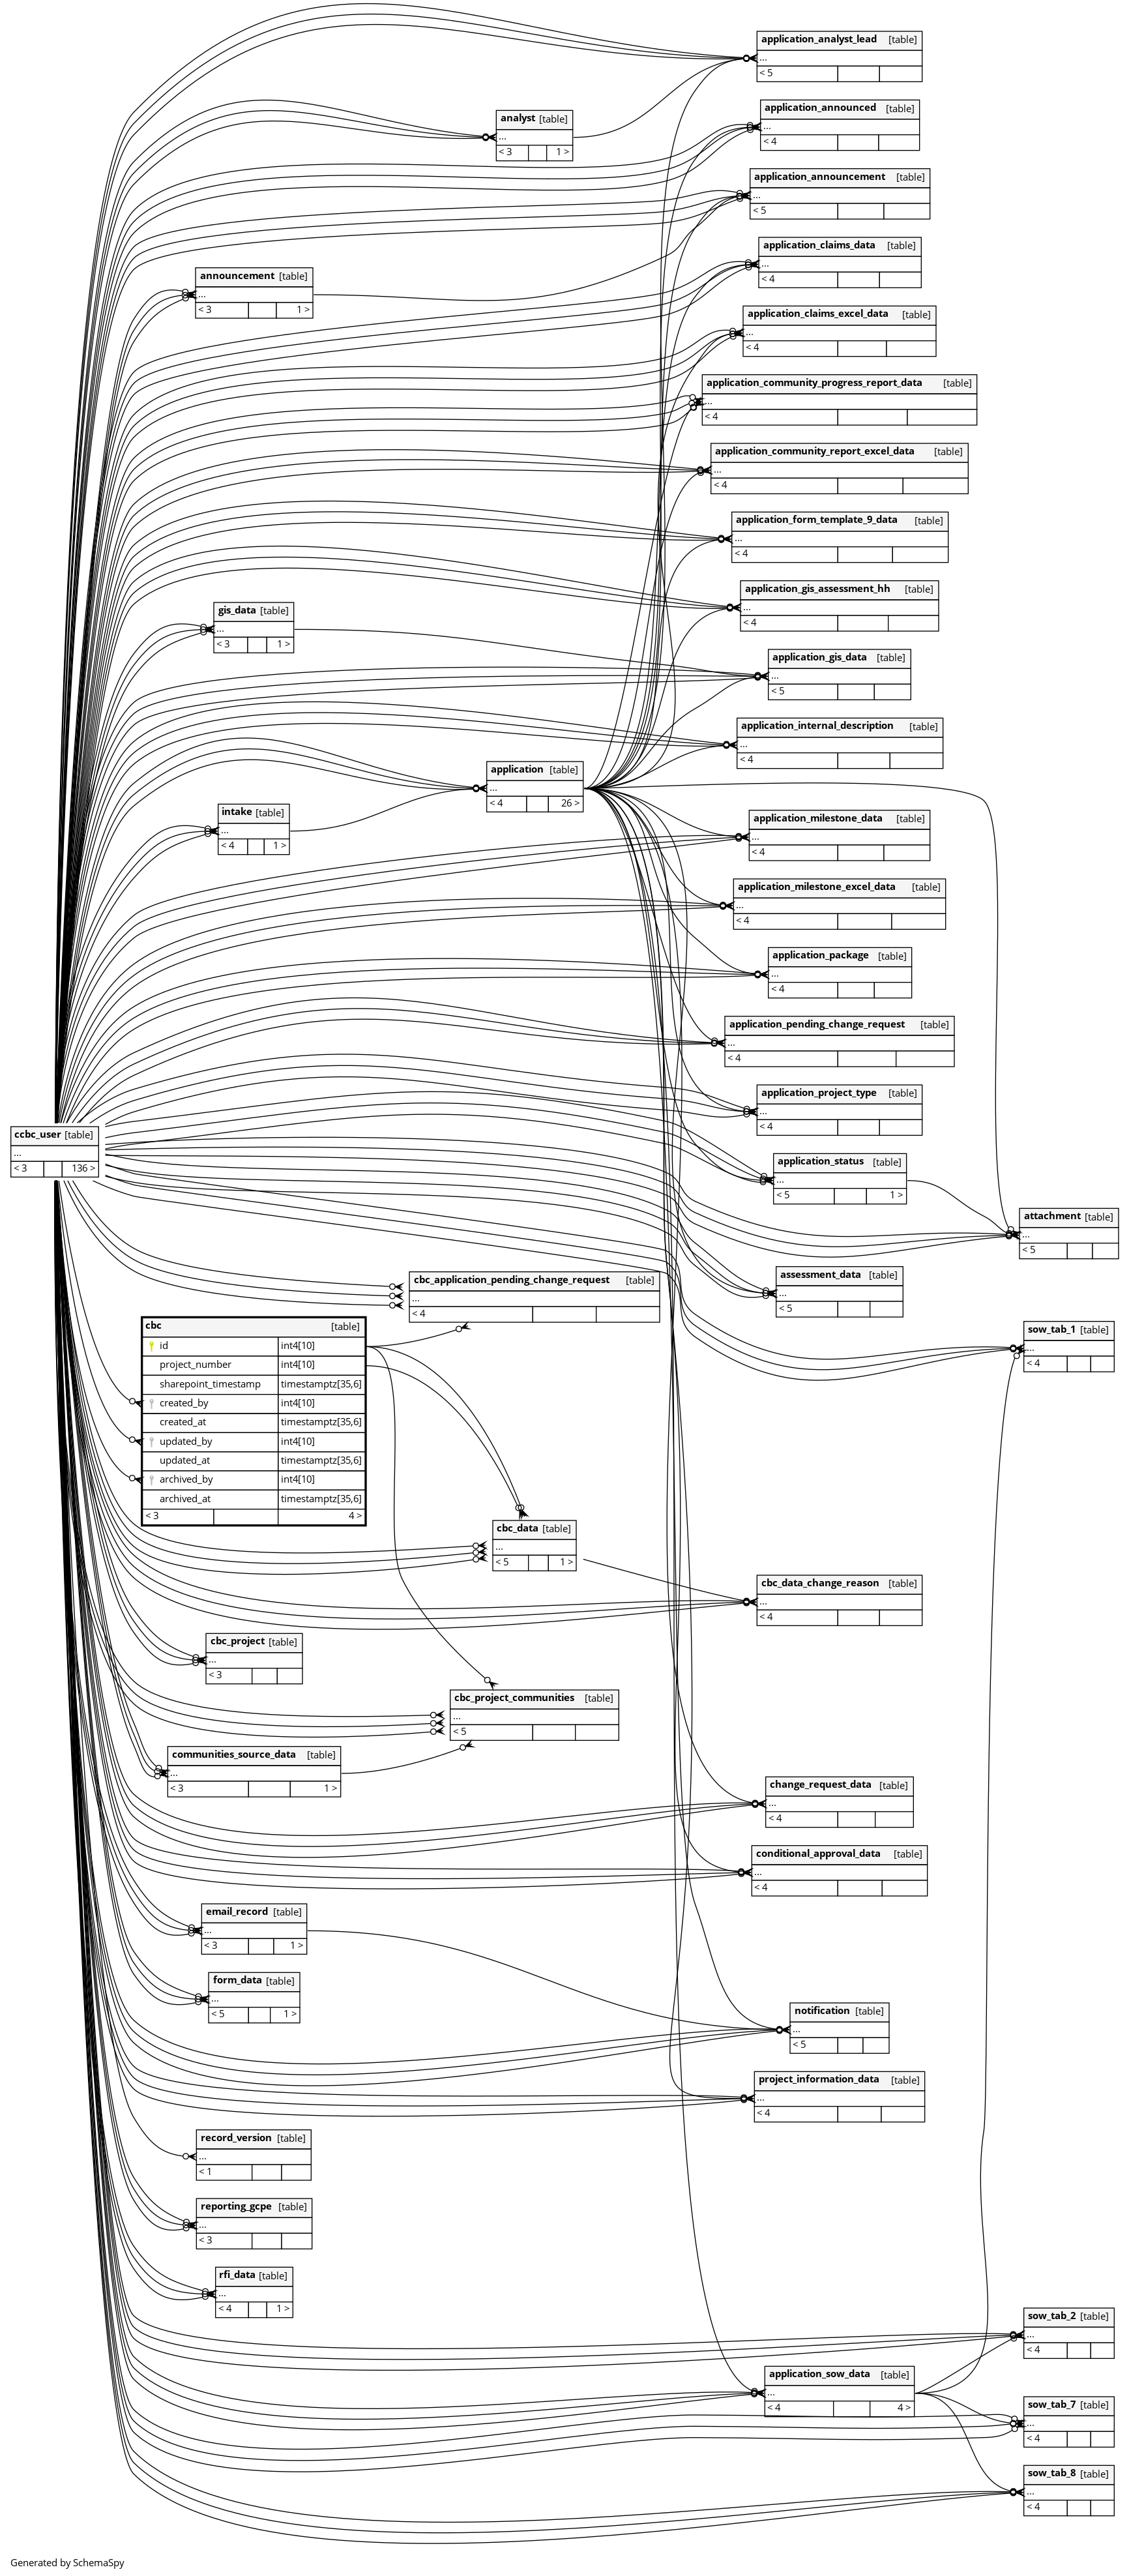 application_analyst_lead [table]
...
< 5
application_announced [table]
...
< 4
analyst [table]
...
< 3 1 >
application_announcement [table]
...
< 5
application_claims_data [table]
...
< 4
announcement [table]
...
< 3 1 >
application_claims_excel_data [table]
...
< 4
application_community_progress_report_data [table]
...
< 4
application_community_report_excel_data [table]
...
< 4
application_form_template_9_data [table]
...
< 4
application_gis_assessment_hh [table]
...
< 4
gis_data [table]
...
< 3 1 >
application_gis_data [table]
...
< 5
application_internal_description [table]
...
< 4
application [table]
...
< 4 26 >
intake [table]
...
< 4 1 >
application_milestone_data [table]
...
< 4
application_milestone_excel_data [table]
...
< 4
application_package [table]
...
< 4
application_pending_change_request [table]
...
< 4
application_project_type [table]
...
< 4
ccbc_user [table]
...
< 3 136 >
application_status [table]
...
< 5 1 >
attachment [table]
...
< 5
assessment_data [table]
...
< 5
cbc_application_pending_change_request [table]
...
< 4
sow_tab_1 [table]
...
< 4
cbc [table]
id int4[10]
project_number int4[10]
sharepoint_timestamp timestamptz[35,6]
created_by int4[10]
created_at timestamptz[35,6]
updated_by int4[10]
updated_at timestamptz[35,6]
archived_by int4[10]
archived_at timestamptz[35,6]
< 3 4 >
cbc_data [table]
...
< 5 1 >
cbc_data_change_reason [table]
...
< 4
cbc_project [table]
...
< 3
cbc_project_communities [table]
...
< 5
communities_source_data [table]
...
< 3 1 >
change_request_data [table]
...
< 4
conditional_approval_data [table]
...
< 4
email_record [table]
...
< 3 1 >
form_data [table]
...
< 5 1 >
notification [table]
...
< 5
project_information_data [table]
...
< 4
record_version [table]
...
< 1
reporting_gcpe [table]
...
< 3
rfi_data [table]
...
< 4 1 >
sow_tab_2 [table]
...
< 4
application_sow_data [table]
...
< 4 4 >
sow_tab_7 [table]
...
< 4
sow_tab_8 [table]
...
< 4
Generated by SchemaSpy